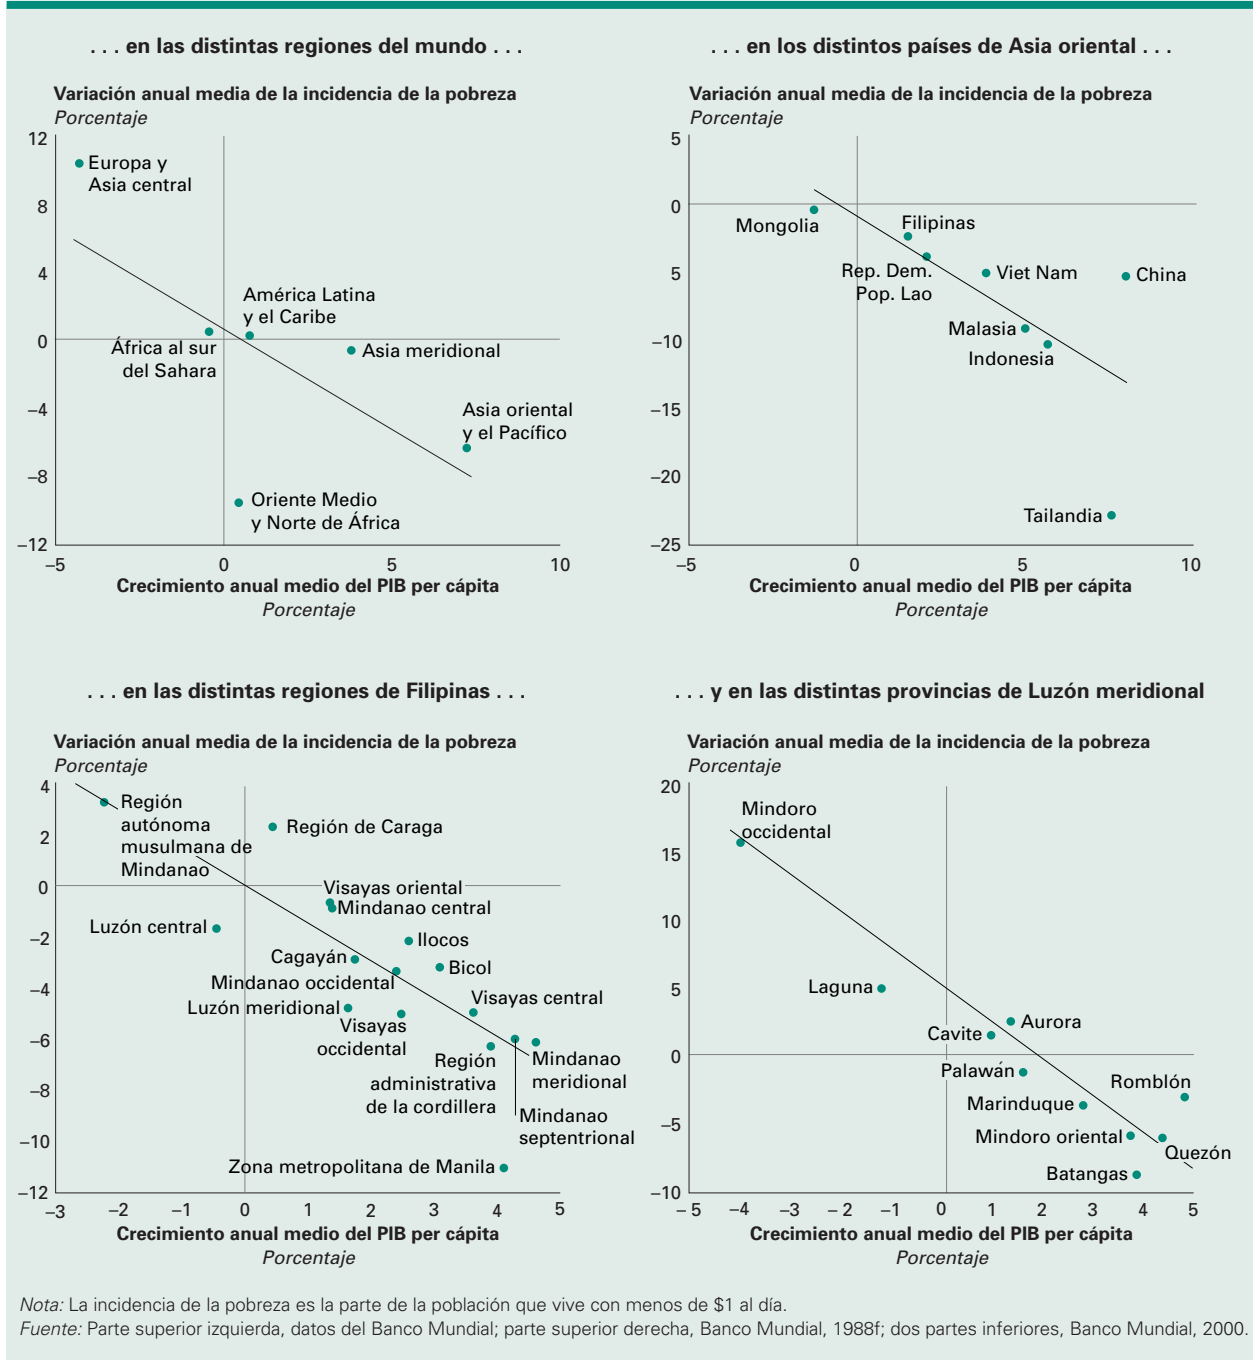 . . . en las distintas regiones del mundo . . .
Variación anual media de la incidencia de la pobreza
Porcentaje
12
8
4
0
−4
−8
−12
Europa y
Asia central
América Latina
y el Caribe
África al sur
del Sahara
Asia meridional
Asia oriental
y el Pacífico
Oriente Medio
y Norte de África
−5 0 5 10
Crecimiento anual medio del PIB per cápita
Porcentaje
. . . en los distintos países de Asia oriental . . .
Variación anual media de la incidencia de la pobreza
Porcentaje
5
0
5
−10
−15
−20
−25
Mongolia
Filipinas
Rep. Dem.
Pop. Lao
Viet Nam
China
Malasia
Indonesia
Tailandia
−5 0 5 10
Crecimiento anual medio del PIB per cápita
Porcentaje
. . . en las distintas regiones de Filipinas . . .
Variación anual media de la incidencia de la pobreza
Porcentaje
4
2
0
−2
−4
−6
−8
−10
−12
Región
autónoma
musulmana de
Mindanao
Región de Caraga
Visayas oriental
Mindanao central
Luzón central
Ilocos
Cagayán
Bicol
Mindanao occidental
Luzón meridional
Visayas central
Visayas
occidental
Región
administrativa
de la cordillera
Mindanao
meridional
Mindanao
septentrional
Zona metropolitana de Manila
−3 −2 −1 0 1 2 3 4 5
Crecimiento anual medio del PIB per cápita
Porcentaje
. . . y en las distintas provincias de Luzón meridional
Variación anual media de la incidencia de la pobreza
Porcentaje
20
15
10
5
0
−5
−10
Mindoro
occidental
Laguna
Aurora
Cavite
Palawán
Romblón
Marinduque
Mindoro oriental
Quezón
Batangas
− 5 −4 −3 − 2 −1 0 1 2 3 4 5
Crecimiento anual medio del PIB per cápita
Porcentaje
Nota: La incidencia de la pobreza es la parte de la población que vive con menos de $1 al día.
Fuente: Parte superior izquierda, datos del Banco Mundial; parte superior derecha, Banco Mundial, 1988f; dos partes inferiores, Banco Mundial, 2000.